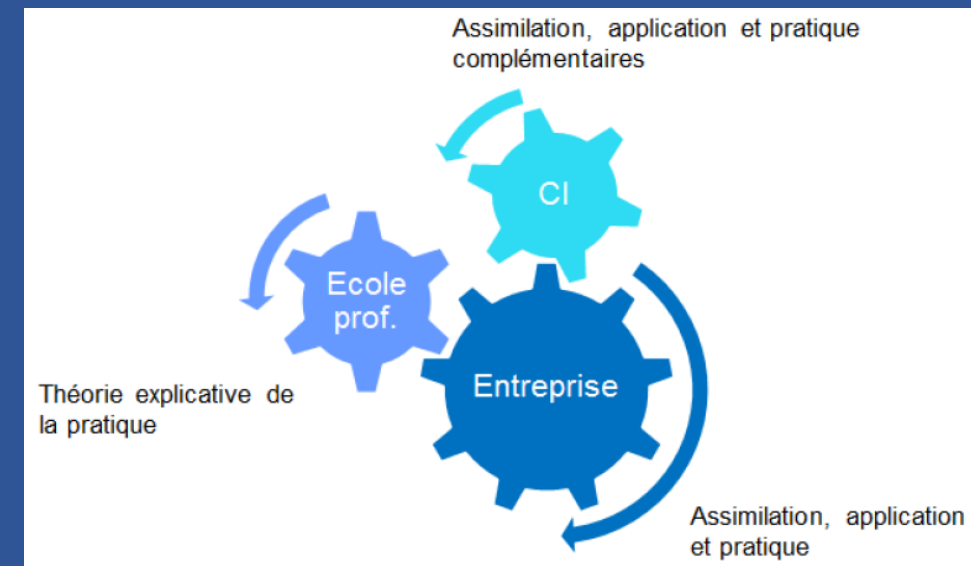 Assimilation, application et pratique
complémentaires
CI
Ecole
prof.
Entreprise
Théorie explicative de
la pratique
Assimilation, application
et pratique